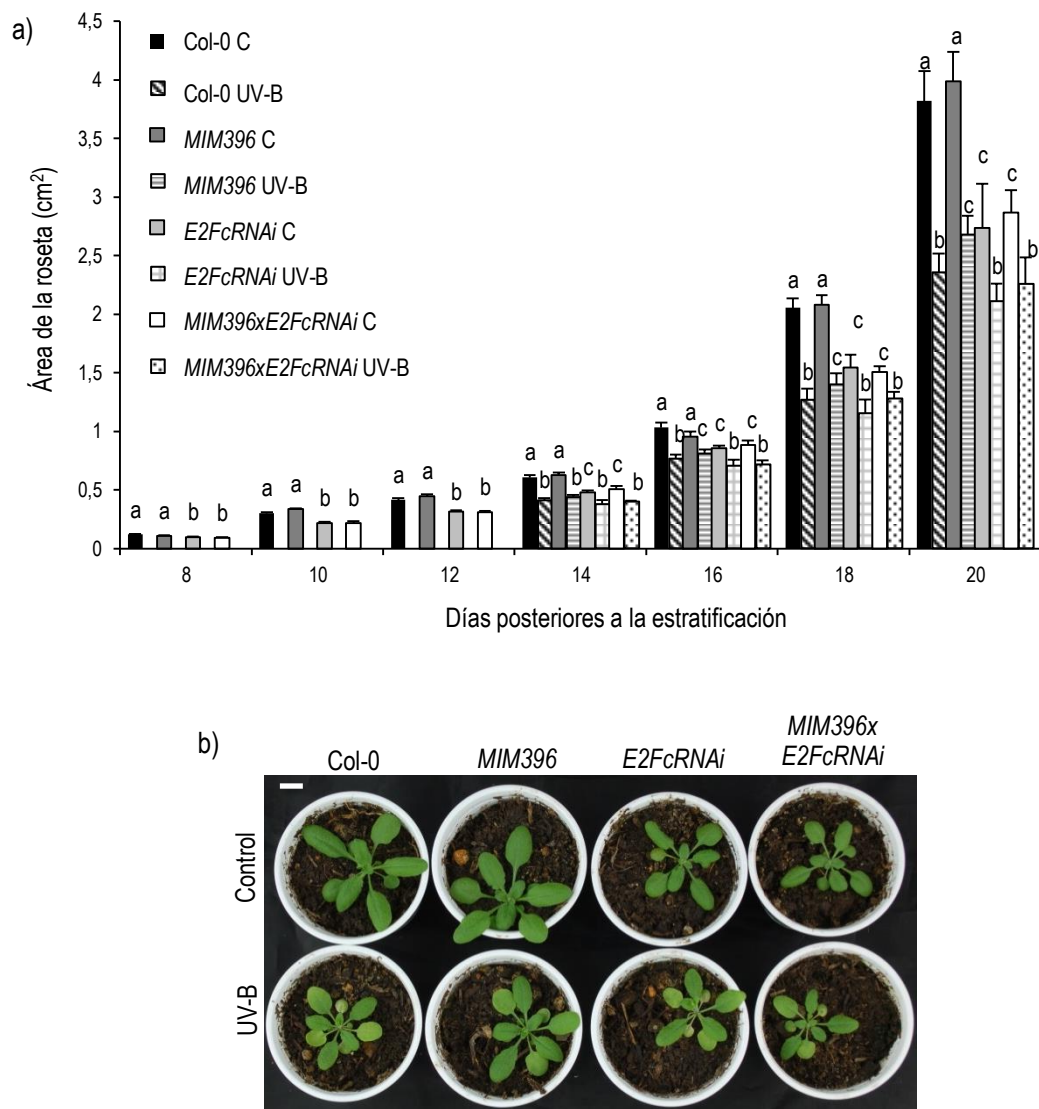 a)
4,5
4
3,5
3
2,5
2
1,5
1
0,5
0
Área de la roseta (cm²)
Col-0 C
Col-0 UV-B
MIM396 C
MIM396 UV-B
E2FcRNAi C
E2FcRNAi UV-B
MIM396xE2FcRNAi C
MIM396xE2FcRNAi UV-B
a a b b
a a b b
a a b b
a b a b c b c b
a b a c c b c b
a b a c c b c b
a b a c c b c b
8 10 12 14 16 18 20
Días posteriores a la estratificación
b)
Col-0 MIM396 E2FcRNAi MIM396x
E2FcRNAi
Control
UV-B